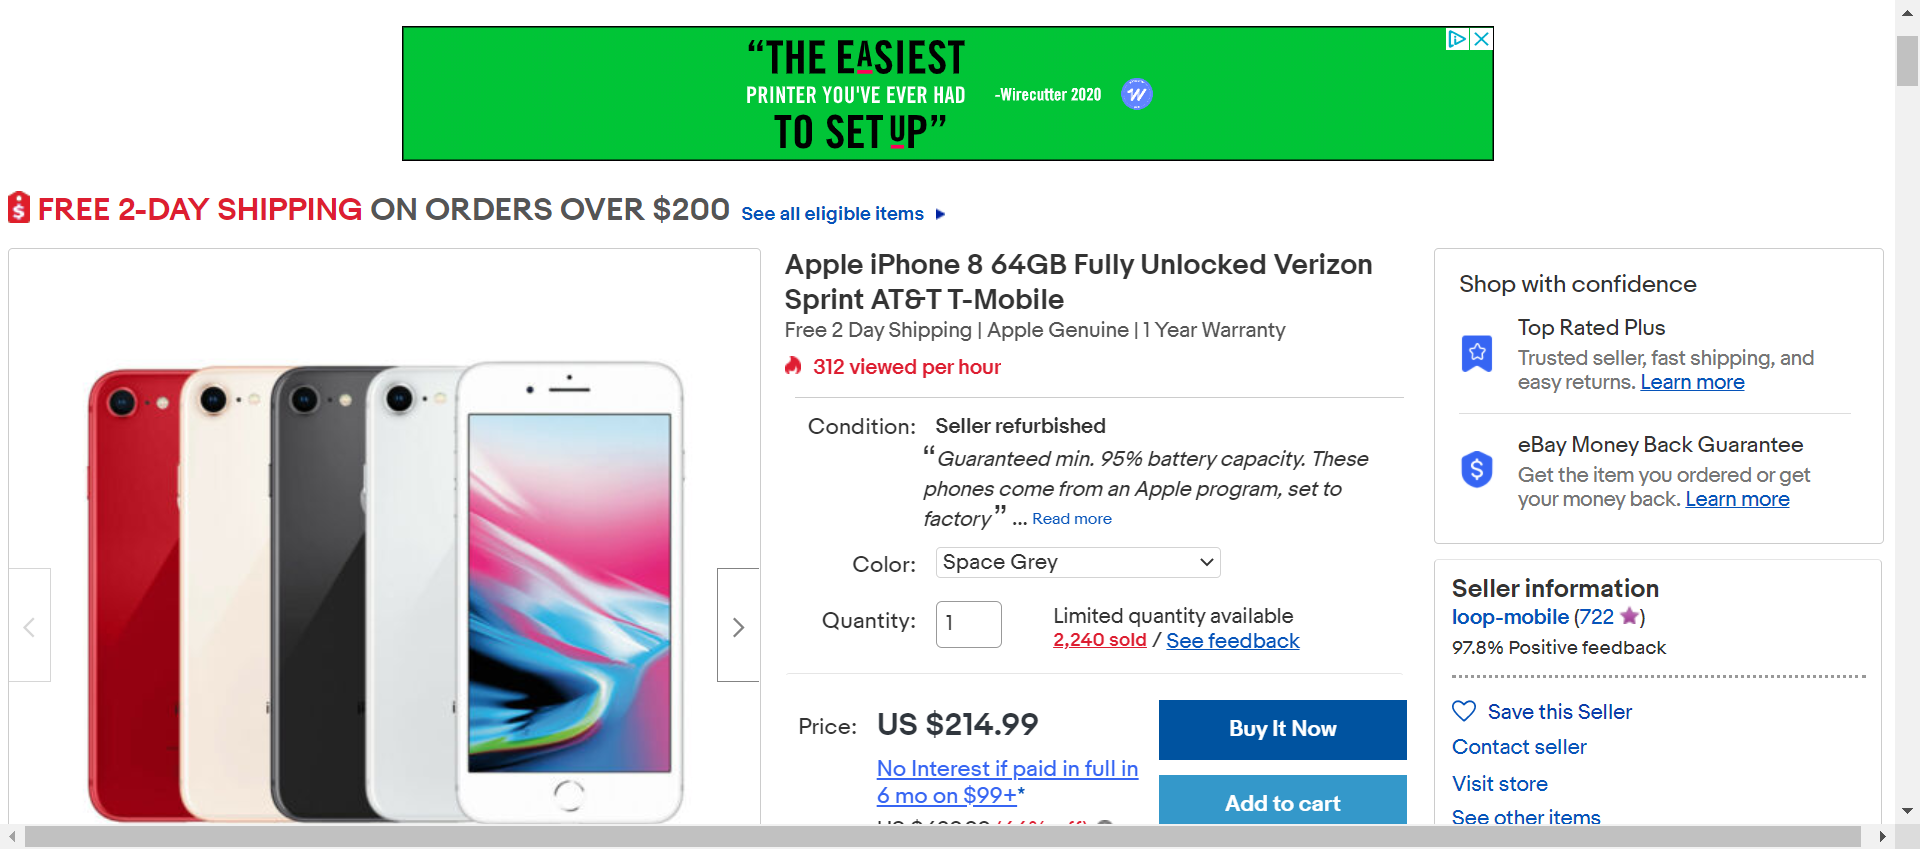 “THE EASIEST
PRINTER YOU'VE EVER HAD
TO SET UP”
-Wirecutter 2020
FREE 2-DAY SHIPPING ON ORDERS OVER $200 See all eligible items
Apple iPhone 8 64GB Fully Unlocked Verizon
Sprint AT&T T-Mobile
Free 2 Day Shipping | Apple Genuine | 1 Year Warranty
312 viewed per hour
Condition: Seller refurbished
“Guaranteed min. 95% battery capacity. These
phones come from an Apple program, set to
factory” ... Read more
Color: Space Grey
Quantity: 1
Limited quantity available
2,240 sold / See feedback
Price: US $214.99
No Interest if paid in full in
6 mo on $99+*
Buy It Now
Add to cart
Shop with confidence
Top Rated Plus
Trusted seller, fast shipping, and
easy returns. Learn more
eBay Money Back Guarantee
Get the item you ordered or get
your money back. Learn more
Seller information
loop-mobile (722)
97.8% Positive feedback
Save this Seller
Contact seller
Visit store
See other items